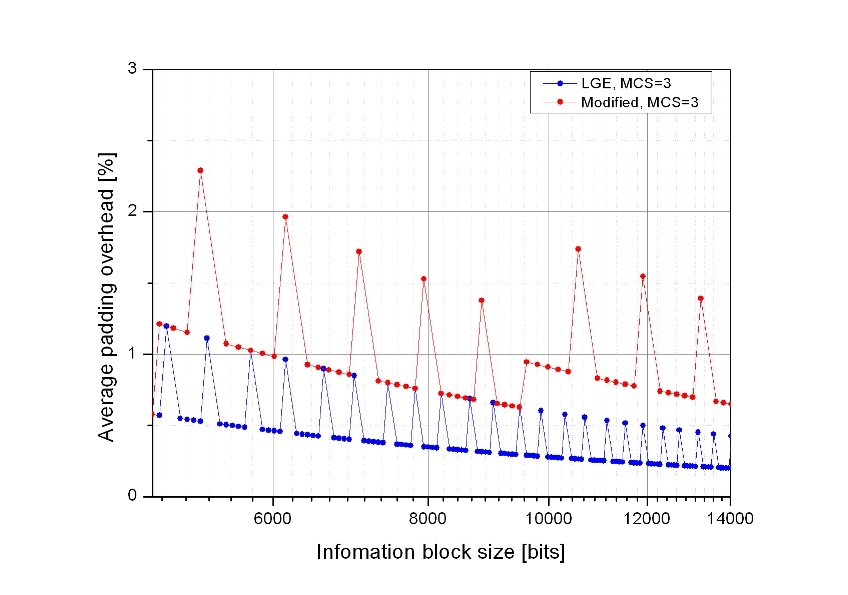 3
LGE, MCS=3
Modified, MCS=3
2
1
0
Average padding overhead [%]
6000 8000 10000 12000 14000
Infomation block size [bits]